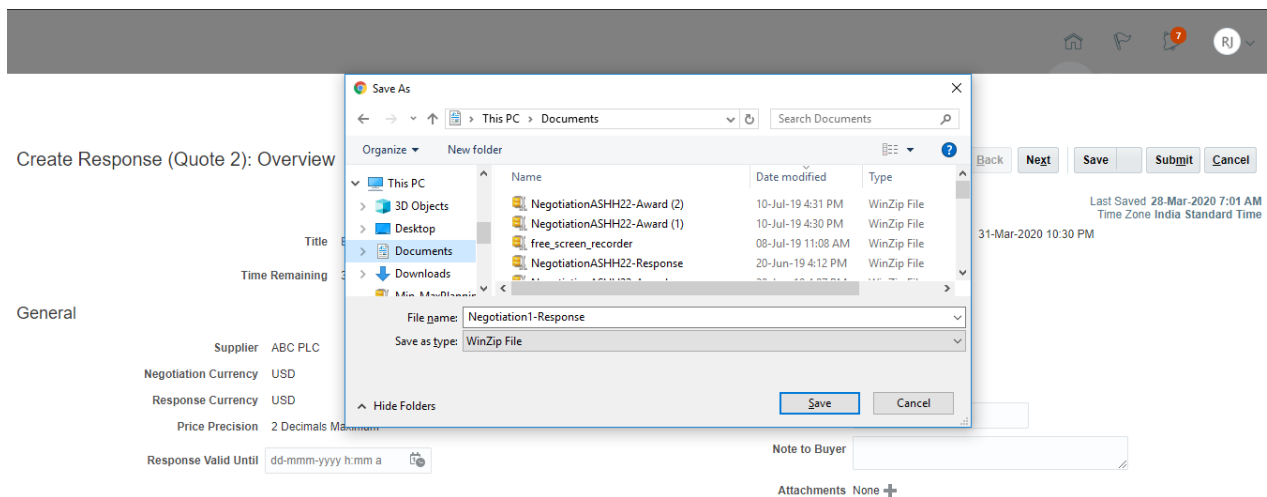 7
RJ
Save As
This PC > Documents
Search Documents
Organize
New folder
?
Create Response (Quote 2): Overview
Back
Next
Save
Submit
Cancel
Last Saved 28-Mar-2020 7:01 AM
Time Zone India Standard Time
Title
31-Mar-2020 10:30 PM
Time Remaining
This PC
3D Objects
Desktop
Documents
Downloads
Name Date modified Type
NegotiationASHH22-Award (2) 10-Jul-19 4:31 PM WinZip File
NegotiationASHH22-Award (1) 10-Jul-19 4:30 PM WinZip File
free_screen_recorder 08-Jul-19 11:08 AM WinZip File
NegotiationASHH22-Response 20-Jun-19 4:12 PM WinZip File
File name: Negotiation1-Response
Save as type: WinZip File
Hide Folders
Save
Cancel
General
Supplier ABC PLC
Negotiation Currency USD
Response Currency USD
Price Precision 2 Decimals Maximum
Response Valid Until dd-mmm-yyyy h:mm a
Note to Buyer
Attachments None